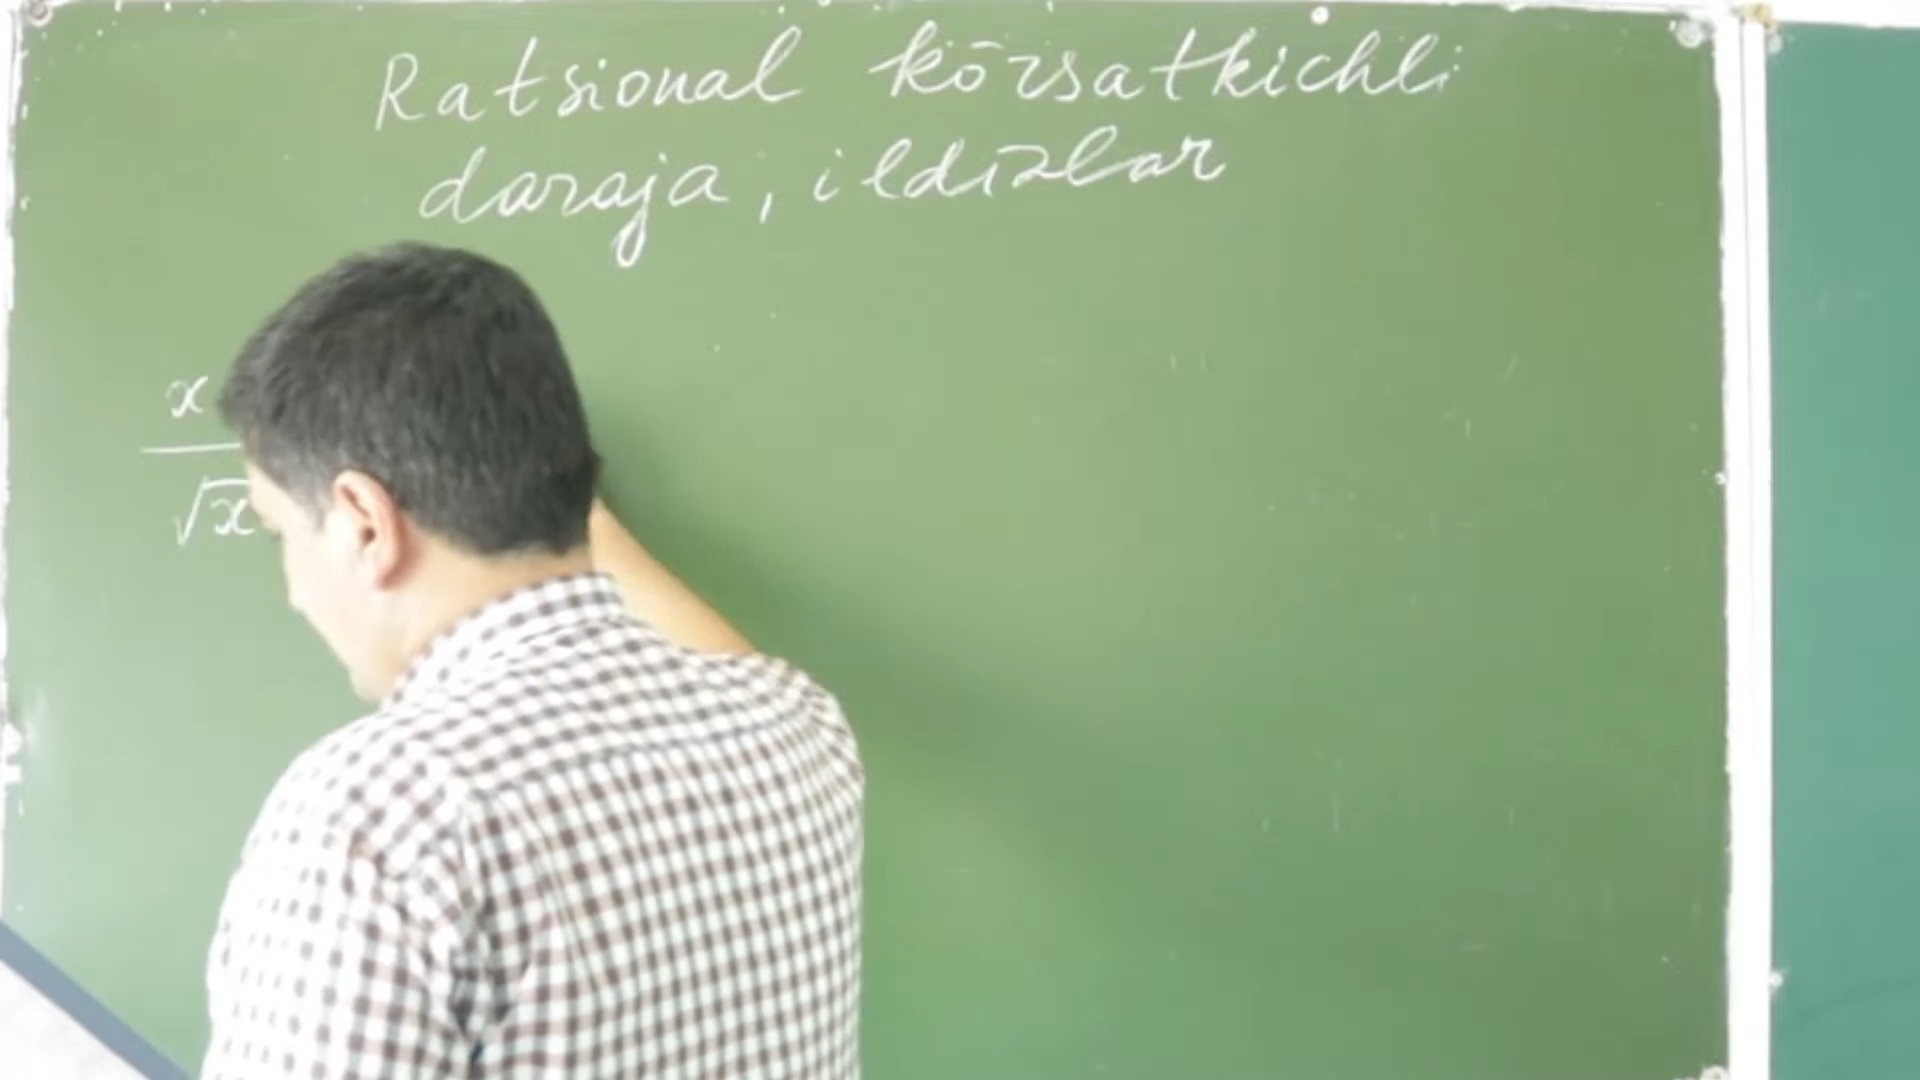 Ratsional kōrsatkichli
daraja, ildizlar
x
√x